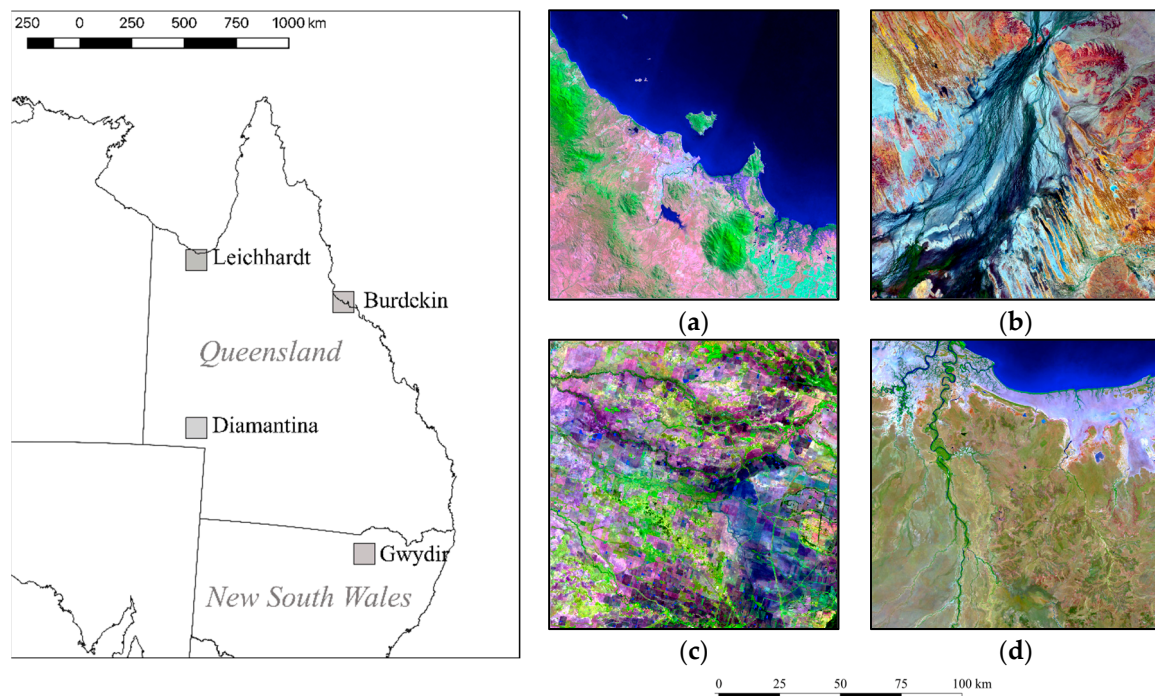 250 0 250 500 1000 km
Leichhardt
Burdekin
Queensland
Diamantina
Gwydir
New South Wales
(a)
(b)
(c)
(d)
0 25 50 75 100 km